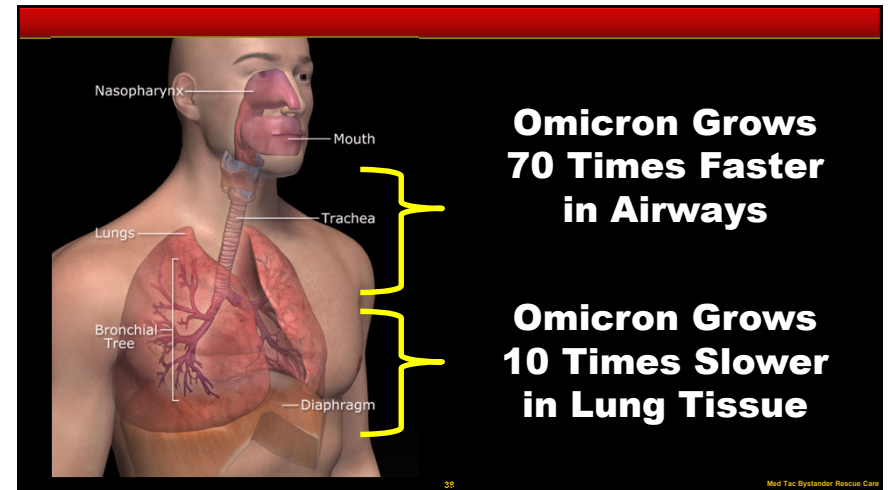 Nasopharynx
Mouth
Trachea
Lungs
Bronchial
Tree
Diaphragm
Omicron Grows
70 Times Faster
in Airways
Omicron Grows
10 Times Slower
in Lung Tissue
38
Med Tac Bystander Rescue Care